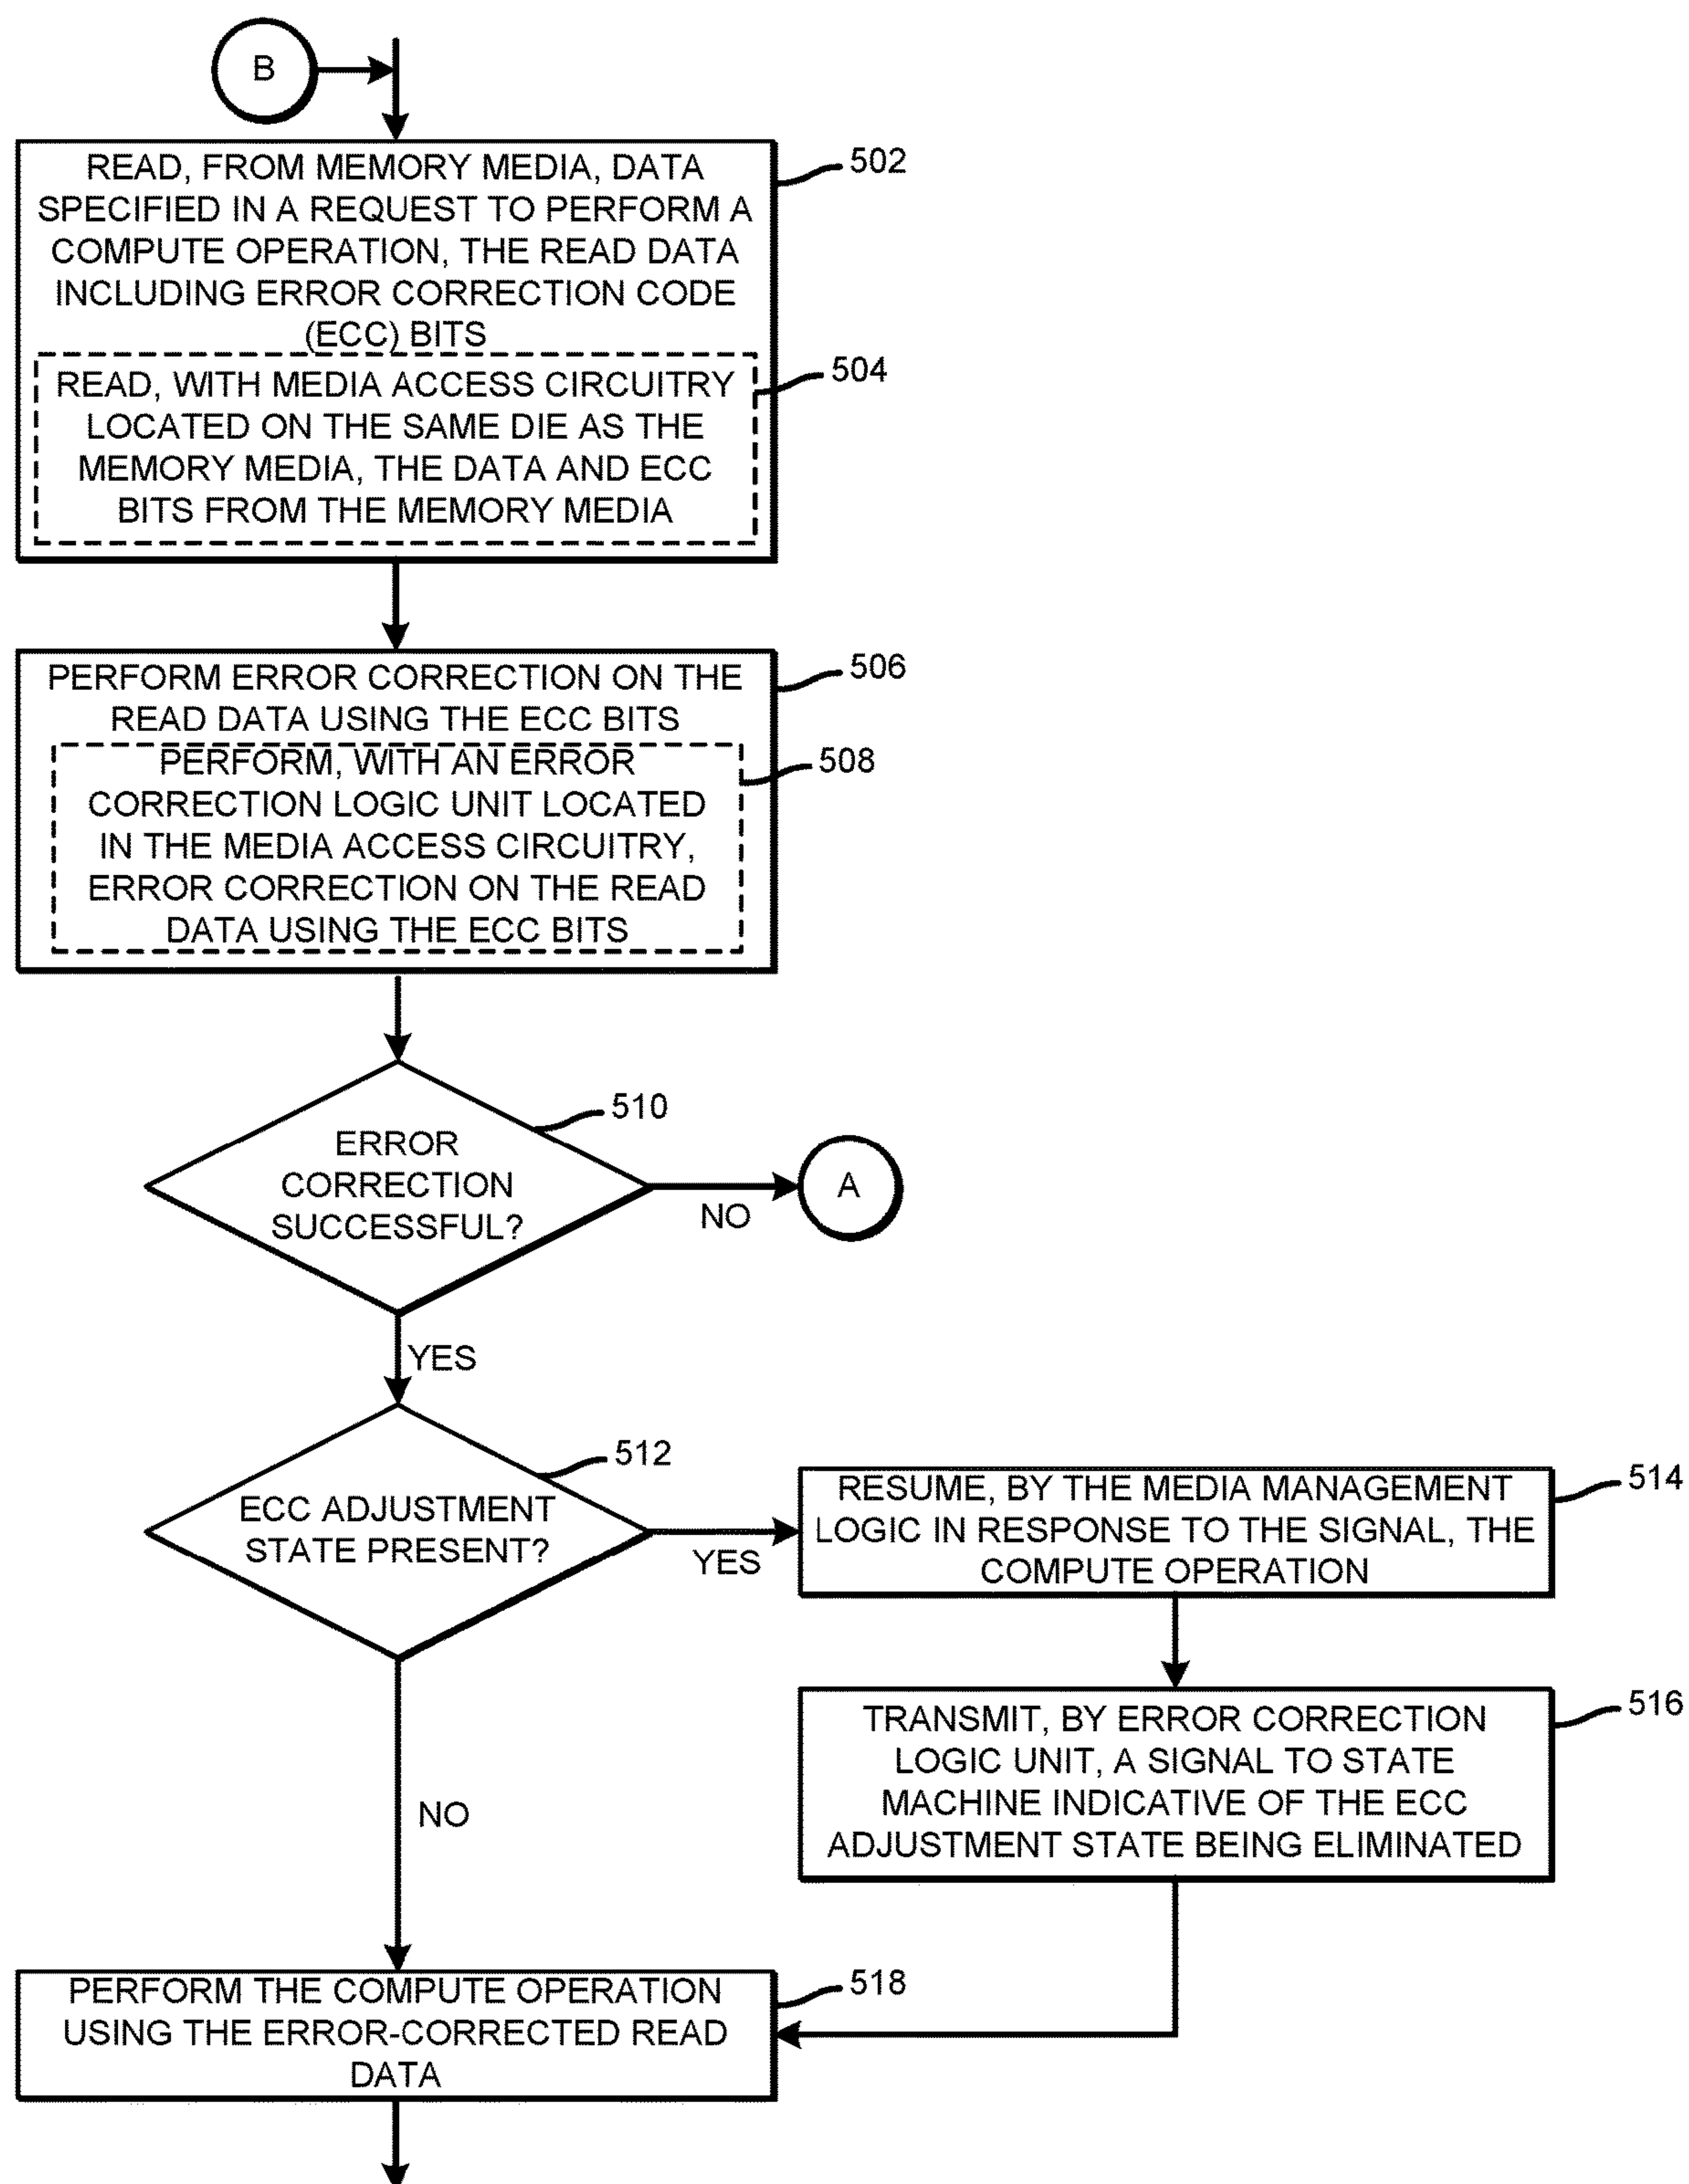 B
READ, FROM MEMORY MEDIA, DATA
SPECIFIED IN A REQUEST TO PERFORM A
COMPUTE OPERATION, THE READ DATA
INCLUDING ERROR CORRECTION CODE
(ECC) BITS
502
READ, WITH MEDIA ACCESS CIRCUITRY
LOCATED ON THE SAME DIE AS THE
MEMORY MEDIA, THE DATA AND ECC
BITS FROM THE MEMORY MEDIA
504
PERFORM ERROR CORRECTION ON THE
READ DATA USING THE ECC BITS
506
PERFORM, WITH AN ERROR
CORRECTION LOGIC UNIT LOCATED
IN THE MEDIA ACCESS CIRCUITRY,
ERROR CORRECTION ON THE READ
DATA USING THE ECC BITS
508
ERROR
CORRECTION
SUCCESSFUL?
510
NO
A
YES
ECC ADJUSTMENT
STATE PRESENT?
512
YES
RESUME, BY THE MEDIA MANAGEMENT
LOGIC IN RESPONSE TO THE SIGNAL, THE
COMPUTE OPERATION
514
TRANSMIT, BY ERROR CORRECTION
LOGIC UNIT, A SIGNAL TO STATE
MACHINE INDICATIVE OF THE ECC
ADJUSTMENT STATE BEING ELIMINATED
516
NO
PERFORM THE COMPUTE OPERATION
USING THE ERROR-CORRECTED READ
DATA
518